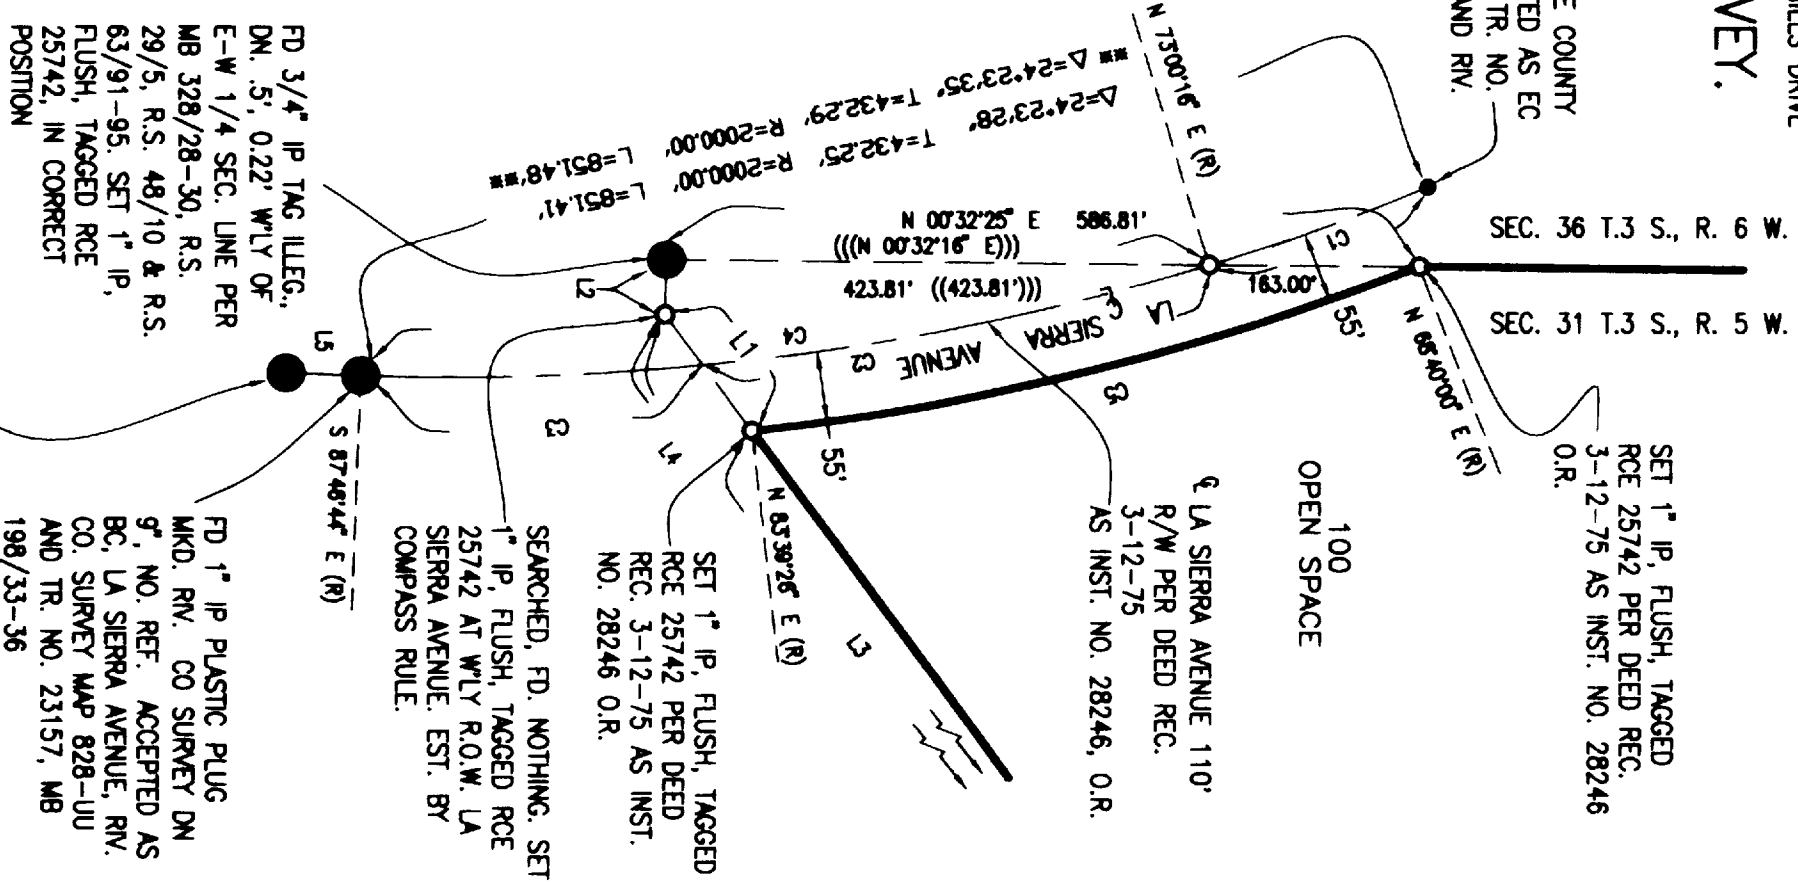 ILES DRIVE
VEY.
E COUNTY
TED AS EC
TR. NO.
AND RIV.
N 73°00'16" E (R)
** Δ=24°23'35" T=432.29' R=2000.00' L=851.48'**
Δ=24°23'28" T=432.25' R=2000.00' L=851.41'
FD 3/4" IP TAG ILLEG.,
DN. .5', 0.22' W'LY OF
E-W 1/4 SEC. LINE PER
MB 328/28-30, R.S.
29/5, R.S. 48/10 & R.S.
63/91-95. SET 1" IP,
FLUSH, TAGGED RCE
25742, IN CORRECT
POSITION
N 00°32'25" E 586.81'
(((N 00°32'16" E)))
423.81' ((423.81')))
163.00'
SEC. 36 T.3 S., R. 6 W.
SEC. 31 T.3 S., R. 5 W.
C1
55'
N 66°40'00" E (R)
L2
L1
C4
C2
℄ LA SIERRA AVENUE
C5
L5
C3
L4
55'
S 87°46'44" E (R)
N 83°39'26" E (R)
L3
SET 1" IP, FLUSH, TAGGED
RCE 25742 PER DEED REC.
3-12-75 AS INST. NO. 28246
O.R.
100
OPEN SPACE
℄ LA SIERRA AVENUE 110'
R/W PER DEED REC.
3-12-75
AS INST. NO. 28246, O.R.
SET 1" IP, FLUSH, TAGGED
RCE 25742 PER DEED
REC. 3-12-75 AS INST.
NO. 28246 O.R.
SEARCHED, FD. NOTHING. SET
1" IP, FLUSH, TAGGED RCE
25742 AT W'LY R.O.W. LA
SIERRA AVENUE. EST. BY
COMPASS RULE.
FD 1" IP PLASTIC PLUG
MKD. RIV. CO SURVEY DN
9", NO. REF. ACCEPTED AS
BC, LA SIERRA AVENUE, RIV.
CO. SURVEY MAP 828-UU
AND TR. NO. 23157, MB
198/33-36